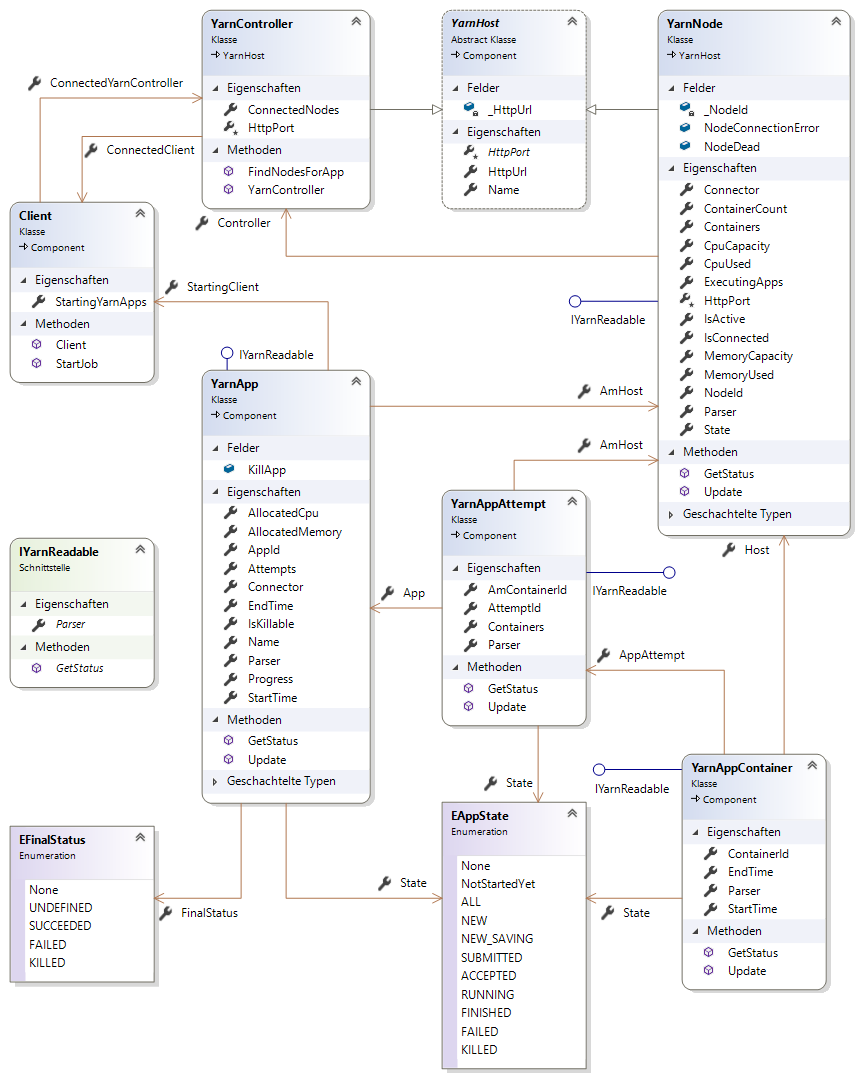 YarnController
Klasse
YarnHost
Eigenschaften
ConnectedNodes
HttpPort
Methoden
FindNodesForApp
YarnController
YarnHost
Abstract Klasse
Component
Felder
_HttpUrl
Eigenschaften
HttpPort
HttpUrl
Name
YarnNode
Klasse
YarnHost
Felder
_NodeId
NodeConnectionError
NodeDead
Eigenschaften
Connector
ContainerCount
Containers
CpuCapacity
CpuUsed
ExecutingApps
HttpPort
IsActive
IsConnected
MemoryCapacity
MemoryUsed
NodeId
Parser
State
Methoden
GetStatus
Update
Geschachtelte Typen
ConnectedYarnController
ConnectedClient
Controller
Client
Klasse
Component
Eigenschaften
StartingYarnApps
Methoden
Client
StartJob
StartingClient
IYarnReadable
IYarnReadable
YarnApp
Klasse
Component
Felder
KillApp
Eigenschaften
AllocatedCpu
AllocatedMemory
AppId
Attempts
Connector
EndTime
IsKillable
Name
Parser
Progress
StartTime
Methoden
GetStatus
Update
Geschachtelte Typen
AmHost
AmHost
YarnAppAttempt
Klasse
Component
Eigenschaften
AmContainerId
AttemptId
Containers
Parser
Methoden
GetStatus
Update
IYarnReadable
Schnittstelle
Eigenschaften
Parser
Methoden
GetStatus
App
IYarnReadable
Host
AppAttempt
IYarnReadable
YarnAppContainer
Klasse
Component
Eigenschaften
ContainerId
EndTime
Parser
StartTime
Methoden
GetStatus
Update
State
State
State
FinalStatus
EFinalStatus
Enumeration
None
UNDEFINED
SUCCEEDED
FAILED
KILLED
EAppState
Enumeration
None
NotStartedYet
ALL
NEW
NEW_SAVING
SUBMITTED
ACCEPTED
RUNNING
FINISHED
FAILED
KILLED